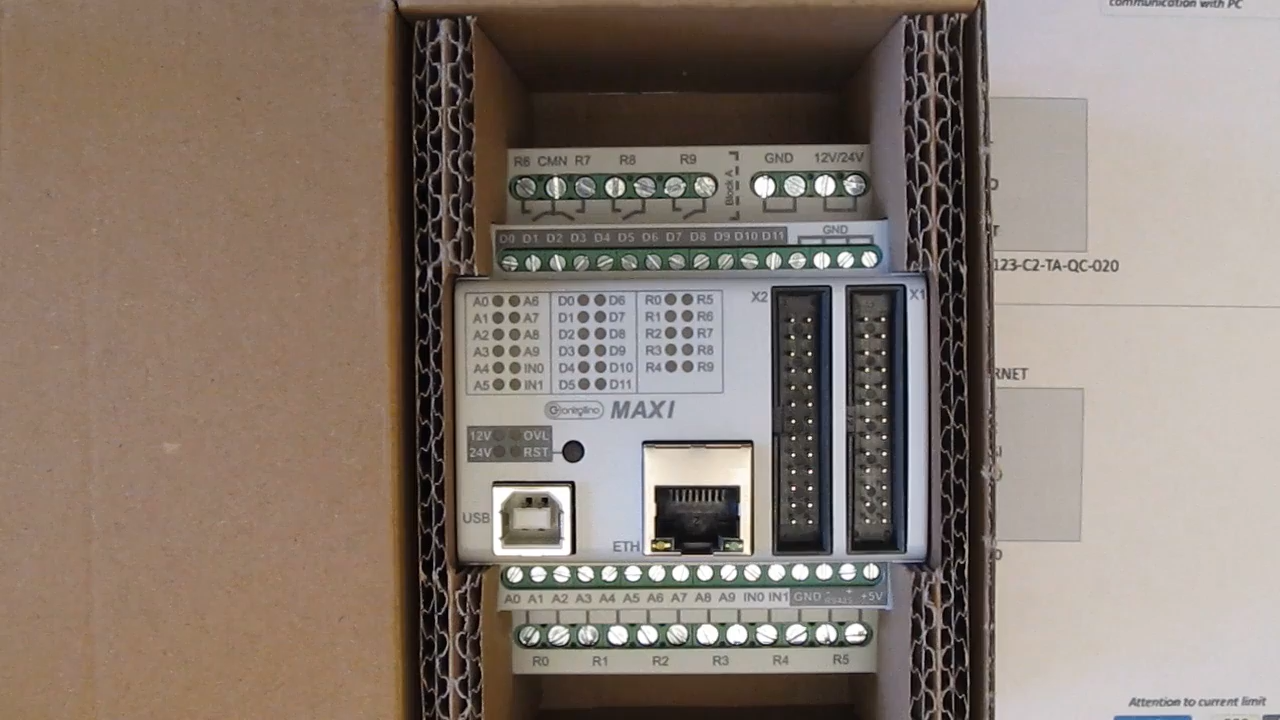 communication with PC
R6 CMN R7 R8 R9 Block A GND 12V/24V
D0 D1 D2 D3 D4 D5 D6 D7 D8 D9 D10 D11 GND
123-C2-TA-QC-020
X2 X1
A0 A6 D0 D6 R0 R5
A1 A7 D1 D7 R1 R6
A2 A8 D2 D8 R2 R7
A3 A9 D3 D9 R3 R8
A4 IN0 D4 D10 R4 R9
A5 IN1 D5 D11
Controllino MAXI
12V OVL
24V RST
USB
ETH
A0 A1 A2 A3 A4 A5 A6 A7 A8 A9 IN0 IN1 GND - RS485 + +5V
R0 R1 R2 R3 R4 R5
Attention to current limit